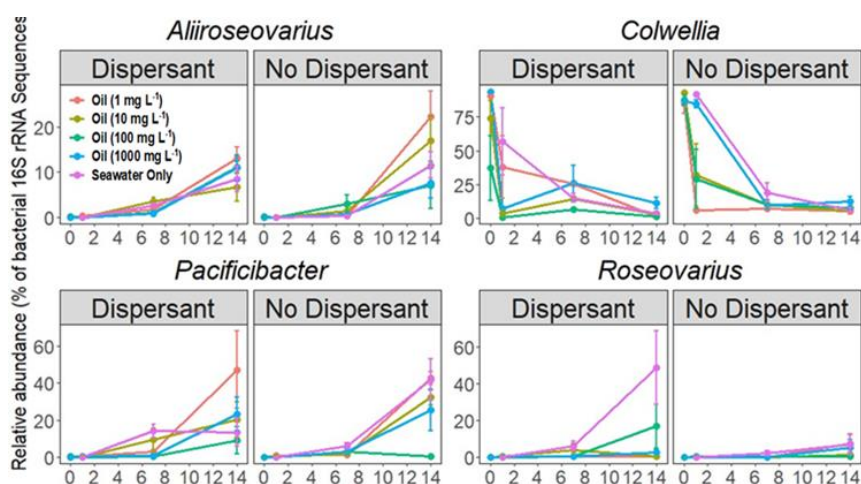 Aliiroseovarius
Colwellia
Dispersant
No Dispersant
Dispersant
No Dispersant
Relative abundance (% of bacterial 16S rRNA Sequences)
Oil (1 mg L⁻¹)
Oil (10 mg L⁻¹)
Oil (100 mg L⁻¹)
Oil (1000 mg L⁻¹)
Seawater Only
20
10
0
75
50
25
0
0 2 4 6 8 10 12 14
0 2 4 6 8 10 12 14
0 2 4 6 8 10 12 14
0 2 4 6 8 10 12 14
Pacificibacter
Roseovarius
Dispersant
No Dispersant
Dispersant
No Dispersant
60
40
20
0
60
40
20
0
0 2 4 6 8 10 12 14
0 2 4 6 8 10 12 14
0 2 4 6 8 10 12 14
0 2 4 6 8 10 12 14